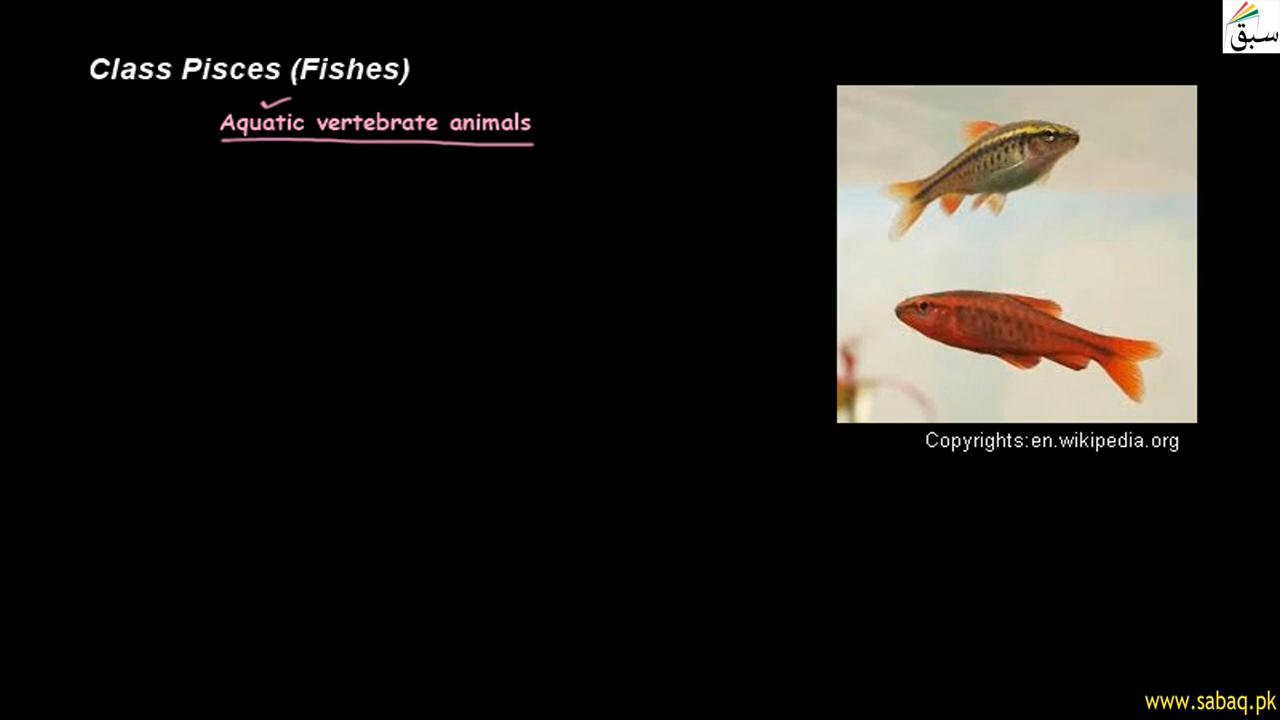 سبق
Class Pisces (Fishes)
Aquatic vertebrate animals
Copyrights:en.wikipedia.org
www.sabaq.pk